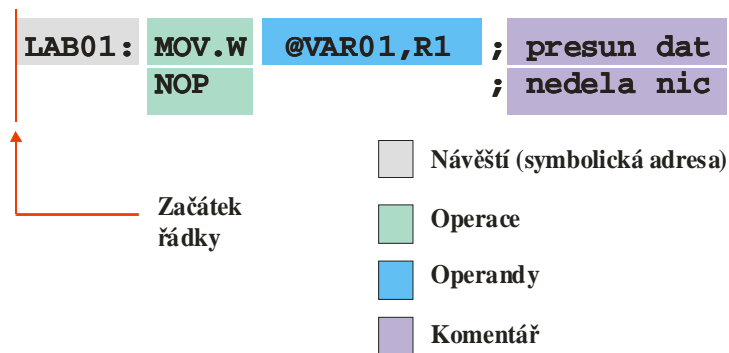 LAB01: MOV.W @VAR01,R1 ; presun dat
NOP ; nedela nic
Návěští (symbolická adresa)
Začátek
řádky
Operace
Operandy
Komentář